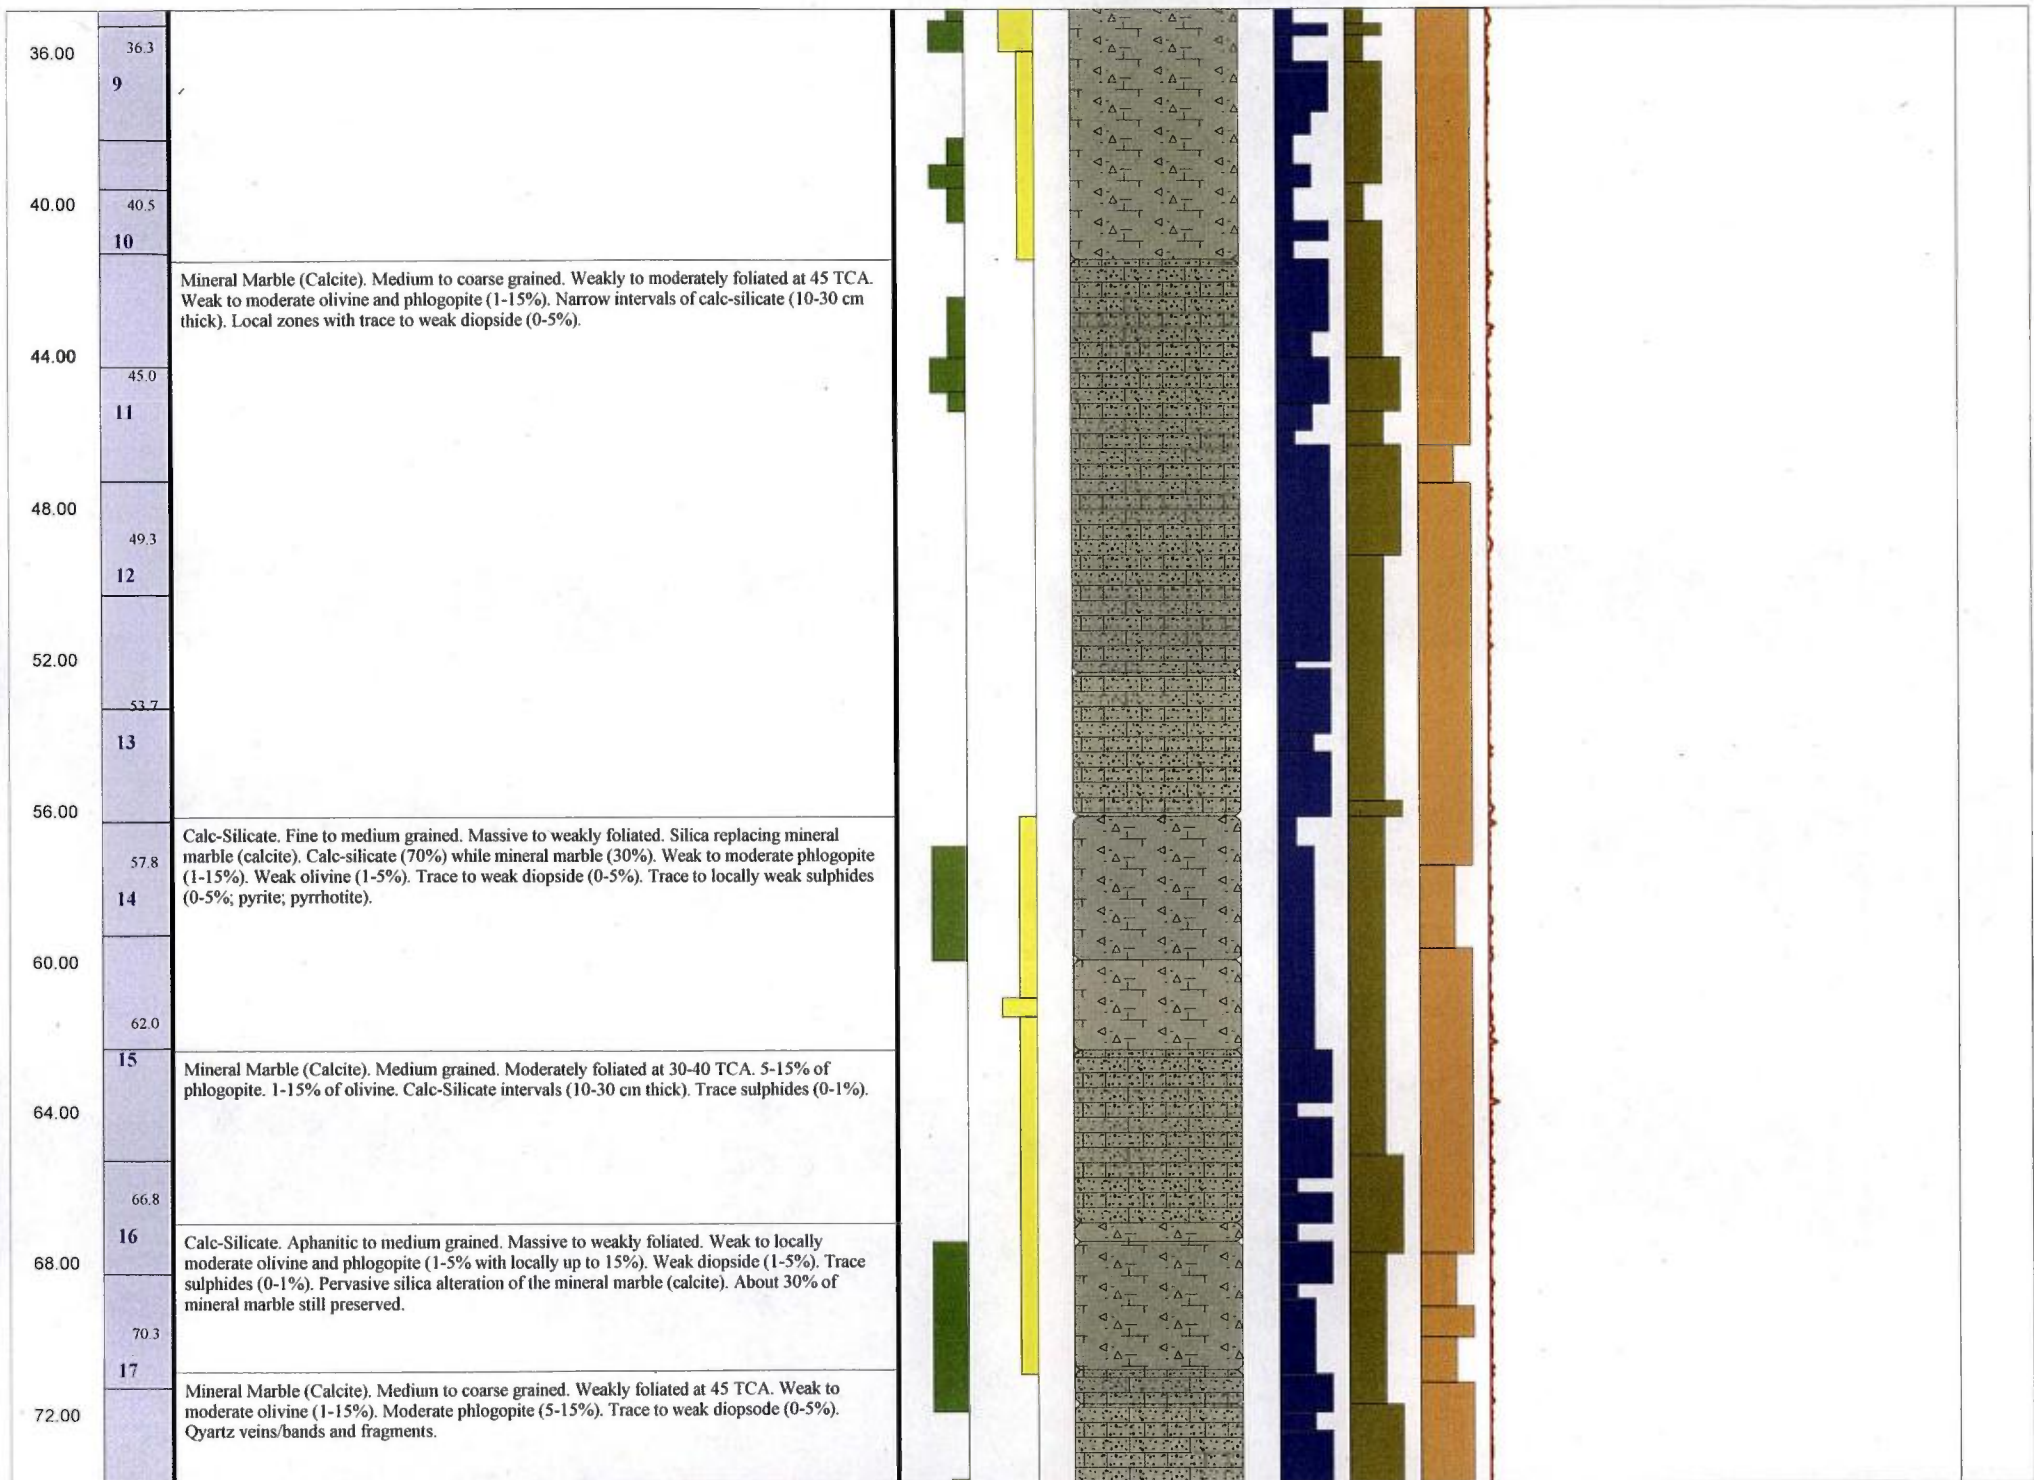 36.00
36.3
9
40.00
40.5
10
Mineral Marble (Calcite). Medium to coarse grained. Weakly to moderately foliated at 45 TCA.
Weak to moderate olivine and phlogopite (1-15%). Narrow intervals of calc-silicate (10-30 cm
thick). Local zones with trace to weak diopside (0-5%).
44.00
45.0
11
48.00
49.3
12
52.00
53.7
13
56.00
Calc-Silicate. Fine to medium grained. Massive to weakly foliated. Silica replacing mineral
marble (calcite). Calc-silicate (70%) while mineral marble (30%). Weak to moderate phlogopite
(1-15%). Weak olivine (1-5%). Trace to weak diopside (0-5%). Trace to locally weak sulphides
(0-5%; pyrite; pyrrhotite).
57.8
14
60.00
62.0
15
Mineral Marble (Calcite). Medium grained. Moderately foliated at 30-40 TCA. 5-15% of
phlogopite. 1-15% of olivine. Calc-Silicate intervals (10-30 cm thick). Trace sulphides (0-1%).
64.00
66.8
16
Calc-Silicate. Aphanitic to medium grained. Massive to weakly foliated. Weak to locally
moderate olivine and phlogopite (1-5% with locally up to 15%). Weak diopside (1-5%). Trace
sulphides (0-1%). Pervasive silica alteration of the mineral marble (calcite). About 30% of
mineral marble still preserved.
68.00
70.3
17
Mineral Marble (Calcite). Medium to coarse grained. Weakly foliated at 45 TCA. Weak to
moderate olivine (1-15%). Moderate phlogopite (5-15%). Trace to weak diopsode (0-5%).
Qyartz veins/bands and fragments.
72.00